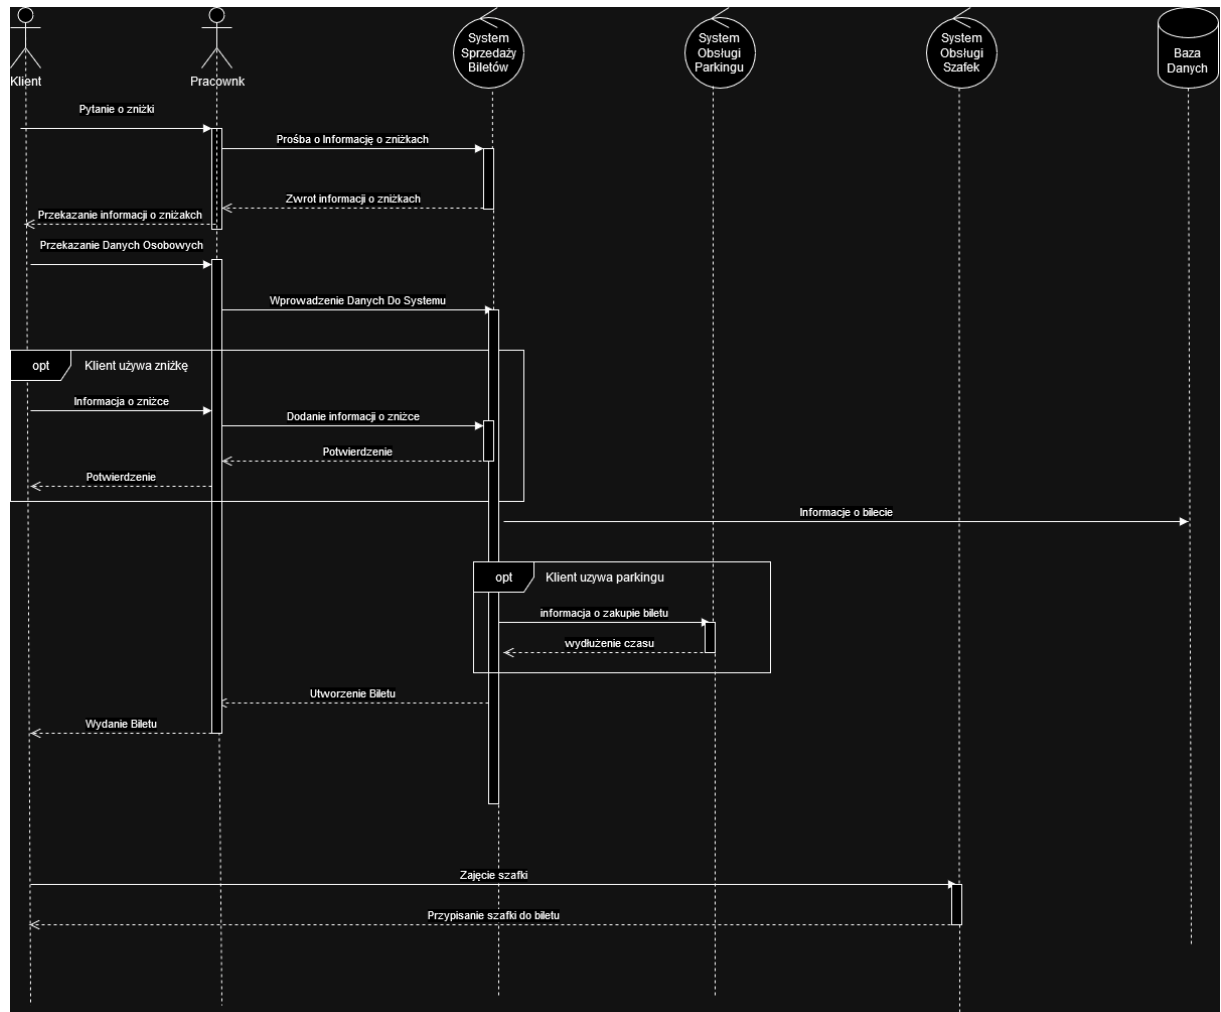 Klient
Pracownk
System
Sprzedaży
Biletów
System
Obsługi
Parkingu
System
Obsługi
Szafek
Baza
Danych
Pytanie o zniżki
Prośba o Informację o zniżkach
Zwrot informacji o zniżkach
Przekazanie informacji o zniżakch
Przekazanie Danych Osobowych
Wprowadzenie Danych Do Systemu
opt
Klient używa zniżkę
Informacja o zniżce
Dodanie informacji o zniżce
Potwierdzenie
Potwierdzenie
Informacje o bilecie
opt
Klient uzywa parkingu
informacja o zakupie biletu
wydłużenie czasu
Utworzenie Biletu
Wydanie Biletu
Zajęcie szafki
Przypisanie szafki do biletu